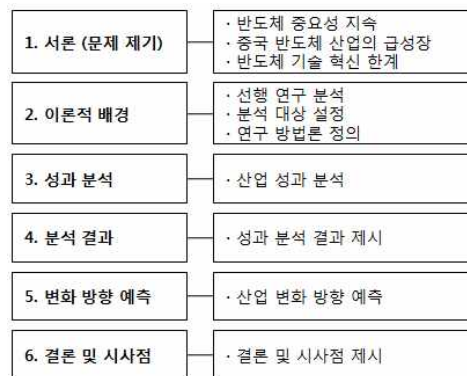 1. 서론 (문제 제기)
· 반도체 중요성 지속
· 중국 반도체 산업의 급성장
· 반도체 기술 혁신 한계
2. 이론적 배경
· 선행 연구 분석
· 분석 대상 설정
· 연구 방법론 정의
3. 성과 분석
· 산업 성과 분석
4. 분석 결과
· 성과 분석 결과 제시
5. 변화 방향 예측
· 산업 변화 방향 예측
6. 결론 및 시사점
· 결론 및 시사점 제시